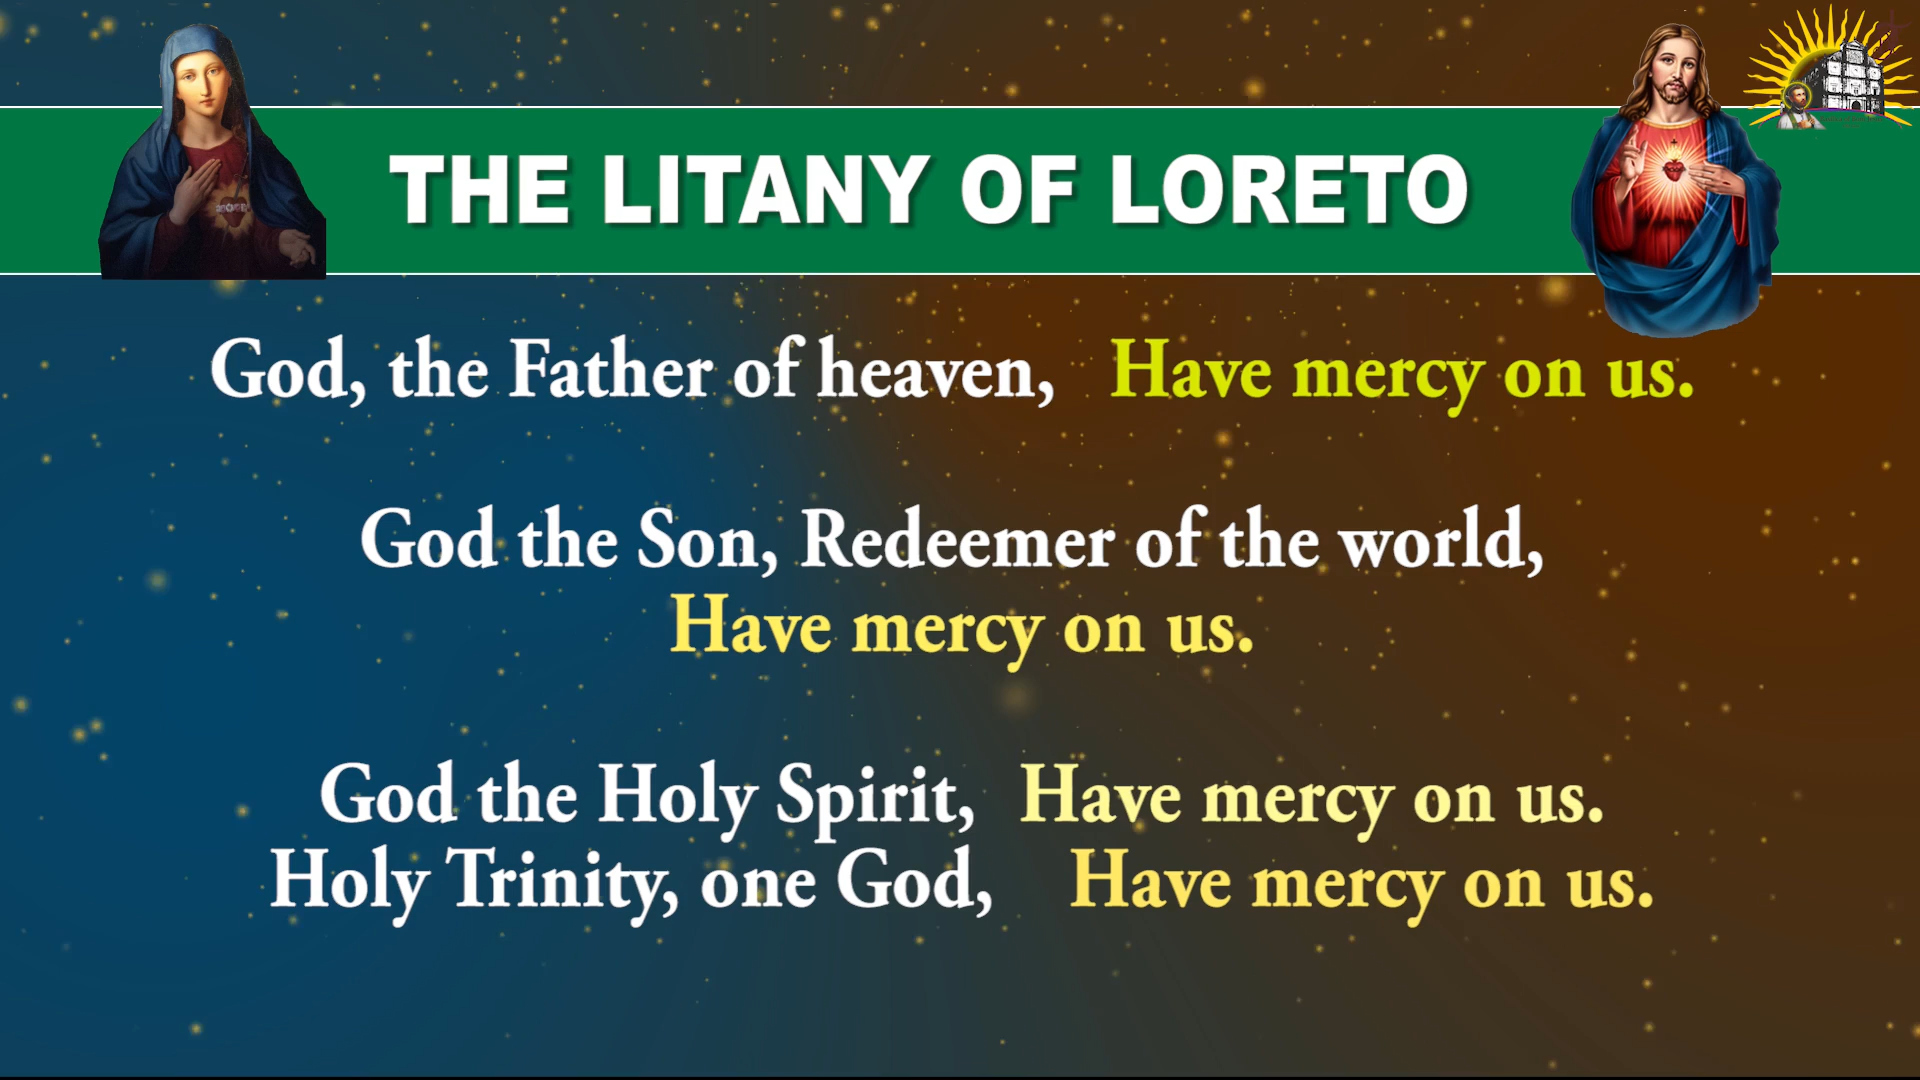 THE LITANY OF LORETO
God, the Father of heaven, Have mercy on us.
God the Son, Redeemer of the world,
Have mercy on us.
God the Holy Spirit, Have mercy on us.
Holy Trinity, one God, Have mercy on us.